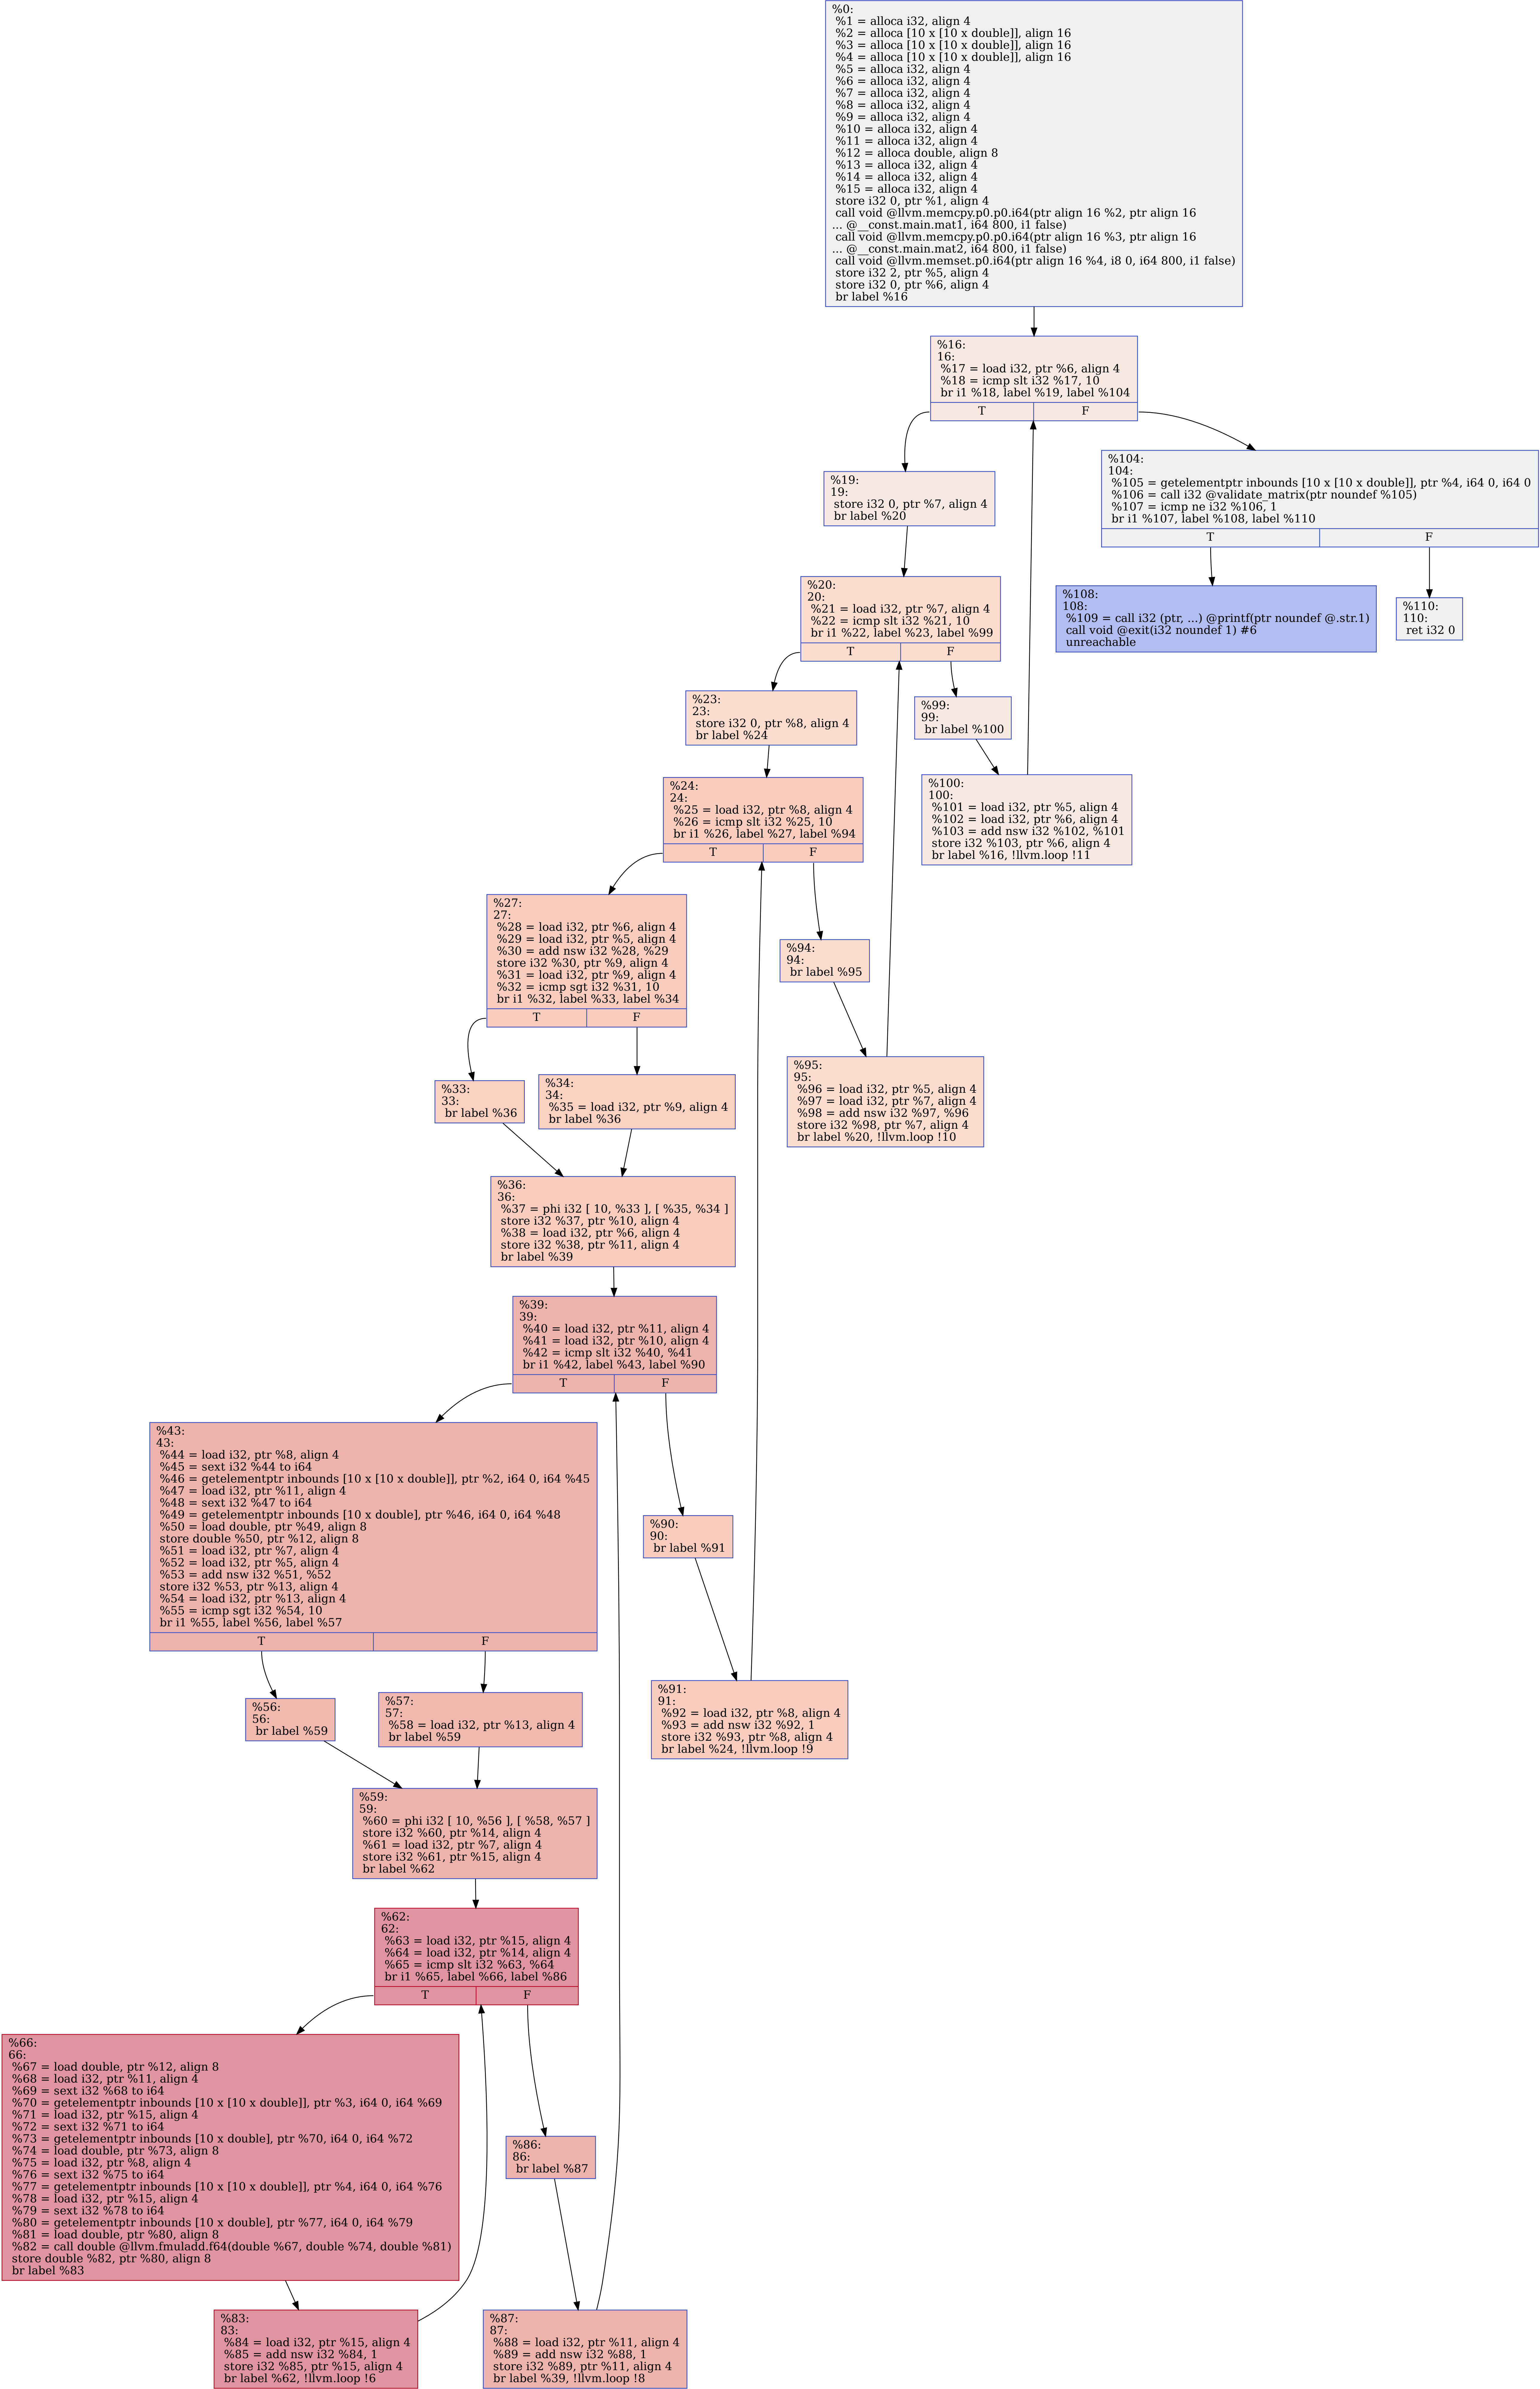 %0:
%1 = alloca i32, align 4
%2 = alloca [10 x [10 x double]], align 16
%3 = alloca [10 x [10 x double]], align 16
%4 = alloca [10 x [10 x double]], align 16
%5 = alloca i32, align 4
%6 = alloca i32, align 4
%7 = alloca i32, align 4
%8 = alloca i32, align 4
%9 = alloca i32, align 4
%10 = alloca i32, align 4
%11 = alloca i32, align 4
%12 = alloca double, align 8
%13 = alloca i32, align 4
%14 = alloca i32, align 4
%15 = alloca i32, align 4
store i32 0, ptr %1, align 4
call void @llvm.memcpy.p0.p0.i64(ptr align 16 %2, ptr align 16
... @__const.main.mat1, i64 800, i1 false)
call void @llvm.memcpy.p0.p0.i64(ptr align 16 %3, ptr align 16
... @__const.main.mat2, i64 800, i1 false)
call void @llvm.memset.p0.i64(ptr align 16 %4, i8 0, i64 800, i1 false)
store i32 2, ptr %5, align 4
store i32 0, ptr %6, align 4
br label %16
%16:
16:
%17 = load i32, ptr %6, align 4
%18 = icmp slt i32 %17, 10
br i1 %18, label %19, label %104
T F
%104:
104:
%105 = getelementptr inbounds [10 x [10 x double]], ptr %4, i64 0, i64 0
%106 = call i32 @validate_matrix(ptr noundef %105)
%107 = icmp ne i32 %106, 1
br i1 %107, label %108, label %110
T F
%19:
19:
store i32 0, ptr %7, align 4
br label %20
%20:
20:
%21 = load i32, ptr %7, align 4
%22 = icmp slt i32 %21, 10
br i1 %22, label %23, label %99
T F
%108:
108:
%109 = call i32 (ptr, ...) @printf(ptr noundef @.str.1)
call void @exit(i32 noundef 1) #6
unreachable
%110:
110:
ret i32 0
%23:
23:
store i32 0, ptr %8, align 4
br label %24
%99:
99:
br label %100
%24:
24:
%25 = load i32, ptr %8, align 4
%26 = icmp slt i32 %25, 10
br i1 %26, label %27, label %94
T F
%100:
100:
%101 = load i32, ptr %5, align 4
%102 = load i32, ptr %6, align 4
%103 = add nsw i32 %102, %101
store i32 %103, ptr %6, align 4
br label %16, !llvm.loop !11
%27:
27:
%28 = load i32, ptr %6, align 4
%29 = load i32, ptr %5, align 4
%30 = add nsw i32 %28, %29
store i32 %30, ptr %9, align 4
%31 = load i32, ptr %9, align 4
%32 = icmp sgt i32 %31, 10
br i1 %32, label %33, label %34
T F
%94:
94:
br label %95
%33:
33:
br label %36
%34:
34:
%35 = load i32, ptr %9, align 4
br label %36
%95:
95:
%96 = load i32, ptr %5, align 4
%97 = load i32, ptr %7, align 4
%98 = add nsw i32 %97, %96
store i32 %98, ptr %7, align 4
br label %20, !llvm.loop !10
%36:
36:
%37 = phi i32 [ 10, %33 ], [ %35, %34 ]
store i32 %37, ptr %10, align 4
%38 = load i32, ptr %6, align 4
store i32 %38, ptr %11, align 4
br label %39
%39:
39:
%40 = load i32, ptr %11, align 4
%41 = load i32, ptr %10, align 4
%42 = icmp slt i32 %40, %41
br i1 %42, label %43, label %90
T F
%43:
43:
%44 = load i32, ptr %8, align 4
%45 = sext i32 %44 to i64
%46 = getelementptr inbounds [10 x [10 x double]], ptr %2, i64 0, i64 %45
%47 = load i32, ptr %11, align 4
%48 = sext i32 %47 to i64
%49 = getelementptr inbounds [10 x double], ptr %46, i64 0, i64 %48
%50 = load double, ptr %49, align 8
store double %50, ptr %12, align 8
%51 = load i32, ptr %7, align 4
%52 = load i32, ptr %5, align 4
%53 = add nsw i32 %51, %52
store i32 %53, ptr %13, align 4
%54 = load i32, ptr %13, align 4
%55 = icmp sgt i32 %54, 10
br i1 %55, label %56, label %57
T F
%90:
90:
br label %91
%56:
56:
br label %59
%57:
57:
%58 = load i32, ptr %13, align 4
br label %59
%91:
91:
%92 = load i32, ptr %8, align 4
%93 = add nsw i32 %92, 1
store i32 %93, ptr %8, align 4
br label %24, !llvm.loop !9
%59:
59:
%60 = phi i32 [ 10, %56 ], [ %58, %57 ]
store i32 %60, ptr %14, align 4
%61 = load i32, ptr %7, align 4
store i32 %61, ptr %15, align 4
br label %62
%62:
62:
%63 = load i32, ptr %15, align 4
%64 = load i32, ptr %14, align 4
%65 = icmp slt i32 %63, %64
br i1 %65, label %66, label %86
T F
%66:
66:
%67 = load double, ptr %12, align 8
%68 = load i32, ptr %11, align 4
%69 = sext i32 %68 to i64
%70 = getelementptr inbounds [10 x [10 x double]], ptr %3, i64 0, i64 %69
%71 = load i32, ptr %15, align 4
%72 = sext i32 %71 to i64
%73 = getelementptr inbounds [10 x double], ptr %70, i64 0, i64 %72
%74 = load double, ptr %73, align 8
%75 = load i32, ptr %8, align 4
%76 = sext i32 %75 to i64
%77 = getelementptr inbounds [10 x [10 x double]], ptr %4, i64 0, i64 %76
%78 = load i32, ptr %15, align 4
%79 = sext i32 %78 to i64
%80 = getelementptr inbounds [10 x double], ptr %77, i64 0, i64 %79
%81 = load double, ptr %80, align 8
%82 = call double @llvm.fmuladd.f64(double %67, double %74, double %81)
store double %82, ptr %80, align 8
br label %83
%86:
86:
br label %87
%83:
83:
%84 = load i32, ptr %15, align 4
%85 = add nsw i32 %84, 1
store i32 %85, ptr %15, align 4
br label %62, !llvm.loop !6
%87:
87:
%88 = load i32, ptr %11, align 4
%89 = add nsw i32 %88, 1
store i32 %89, ptr %11, align 4
br label %39, !llvm.loop !8